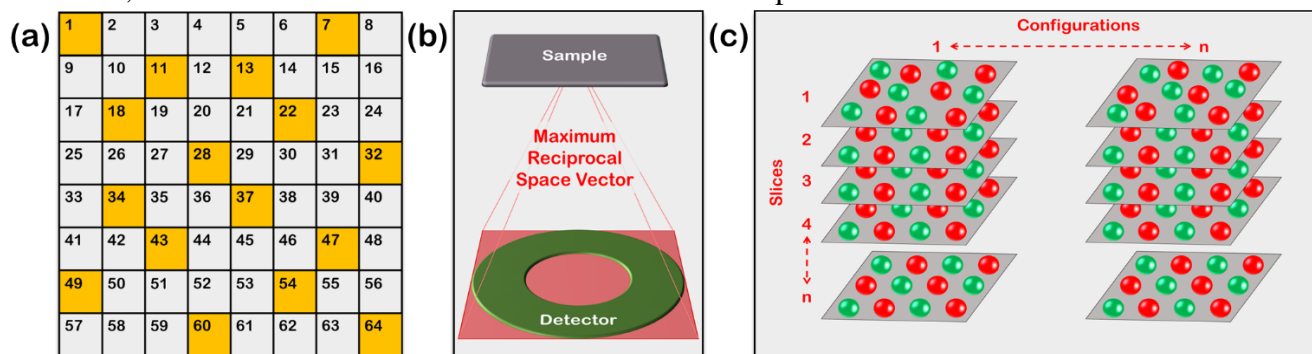 (a)
1 2 3 4 5 6 7 8
9 10 11 12 13 14 15 16
17 18 19 20 21 22 23 24
25 26 27 28 29 30 31 32
33 34 35 36 37 38 39 40
41 42 43 44 45 46 47 48
49 50 51 52 53 54 55 56
57 58 59 60 61 62 63 64
(b)
Sample
Maximum
Reciprocal
Space Vector
Detector
(c)
Configurations
1 n
Slices
1
2
3
4
n